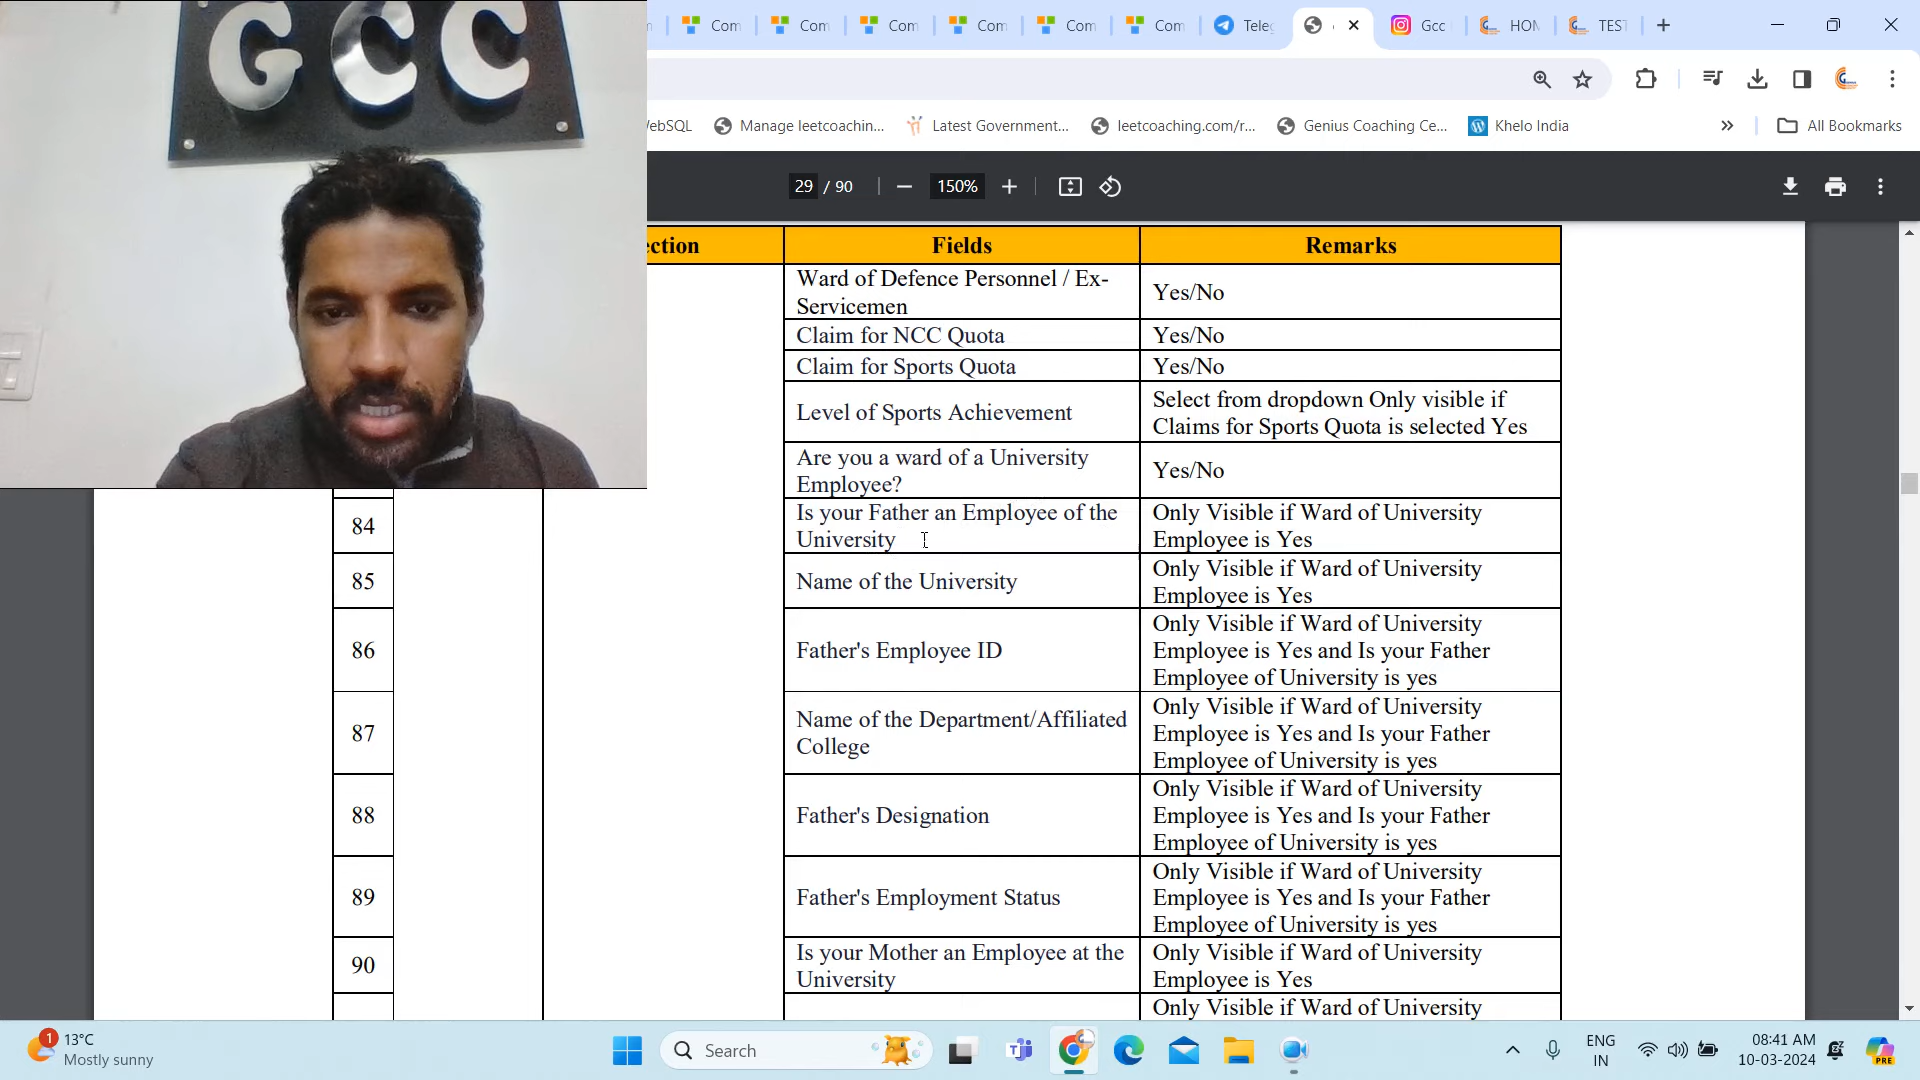 GCC
Com
Com
Com
Com
Com
Com
Teleg
Gcc
HOM
TEST
WebSQL
Manage leetcoachin...
Latest Government...
leetcoaching.com/r...
Genius Coaching Ce...
Khelo India
All Bookmarks
29 / 90
150%
ection
Fields
Remarks
Ward of Defence Personnel / Ex-
Servicemen
Yes/No
Claim for NCC Quota
Yes/No
Claim for Sports Quota
Yes/No
Level of Sports Achievement
Select from dropdown Only visible if
Claims for Sports Quota is selected Yes
Are you a ward of a University
Employee?
Yes/No
84
Is your Father an Employee of the
University
Only Visible if Ward of University
Employee is Yes
85
Name of the University
Only Visible if Ward of University
Employee is Yes
86
Father's Employee ID
Only Visible if Ward of University
Employee is Yes and Is your Father
Employee of University is yes
87
Name of the Department/Affiliated
College
Only Visible if Ward of University
Employee is Yes and Is your Father
Employee of University is yes
88
Father's Designation
Only Visible if Ward of University
Employee is Yes and Is your Father
Employee of University is yes
89
Father's Employment Status
Only Visible if Ward of University
Employee is Yes and Is your Father
Employee of University is yes
90
Is your Mother an Employee at the
University
Only Visible if Ward of University
Employee is Yes
Only Visible if Ward of University
1
13°C
Mostly sunny
Search
ENG
IN
08:41 AM
10-03-2024
PRE